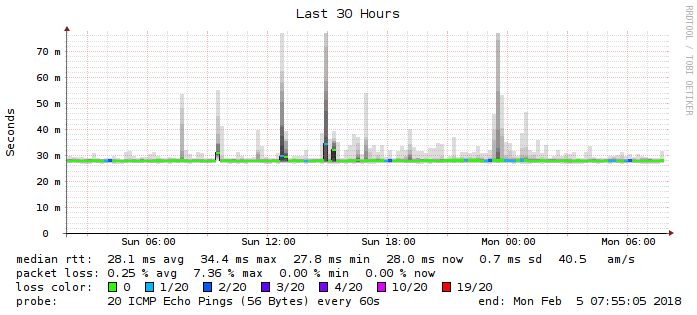 Last 30 Hours
RRDTOOL / TOBI OETIKER
Seconds
70 m
60 m
50 m
40 m
30 m
20 m
10 m
0
Sun 06:00 Sun 12:00 Sun 18:00 Mon 00:00 Mon 06:00
median rtt: 28.1 ms avg 34.4 ms max 27.8 ms min 28.0 ms now 0.7 ms sd 40.5 am/s
packet loss: 0.25 % avg 7.36 % max 0.00 % min 0.00 % now
loss color: 0 1/20 2/20 3/20 4/20 10/20 19/20
probe: 20 ICMP Echo Pings (56 Bytes) every 60s end: Mon Feb 5 07:55:05 2018